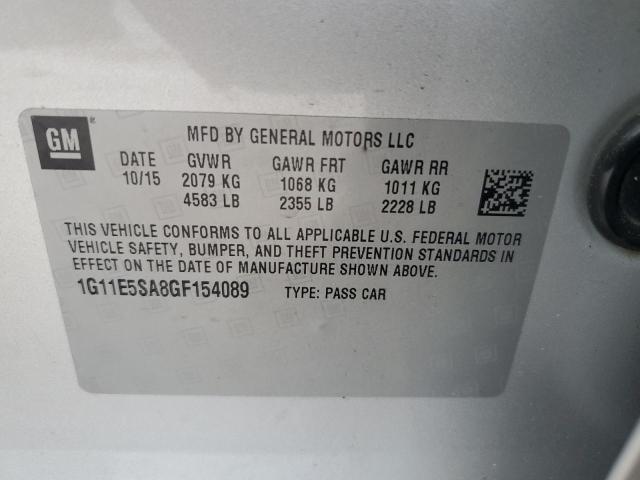 GM
MFD BY GENERAL MOTORS LLC
DATE GVWR GAWR FRT GAWR RR
10/15 2079 KG 1068 KG 1011 KG
4583 LB 2355 LB 2228 LB
THIS VEHICLE CONFORMS TO ALL APPLICABLE U.S. FEDERAL MOTOR
VEHICLE SAFETY, BUMPER, AND THEFT PREVENTION STANDARDS IN
EFFECT ON THE DATE OF MANUFACTURE SHOWN ABOVE.
1G11E5SA8GF154089 TYPE: PASS CAR